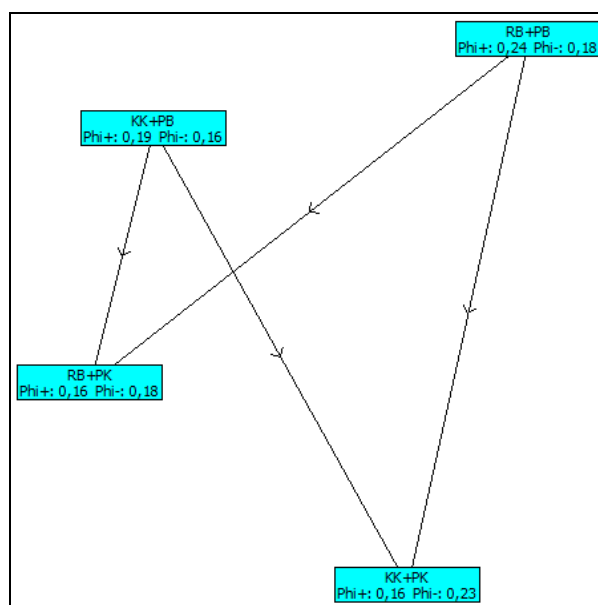 RB+PB
Phi+: 0,24 Phi-: 0,18
KK+PB
Phi+: 0,19 Phi-: 0,16
RB+PK
Phi+: 0,16 Phi-: 0,18
KK+PK
Phi+: 0,16 Phi-: 0,23